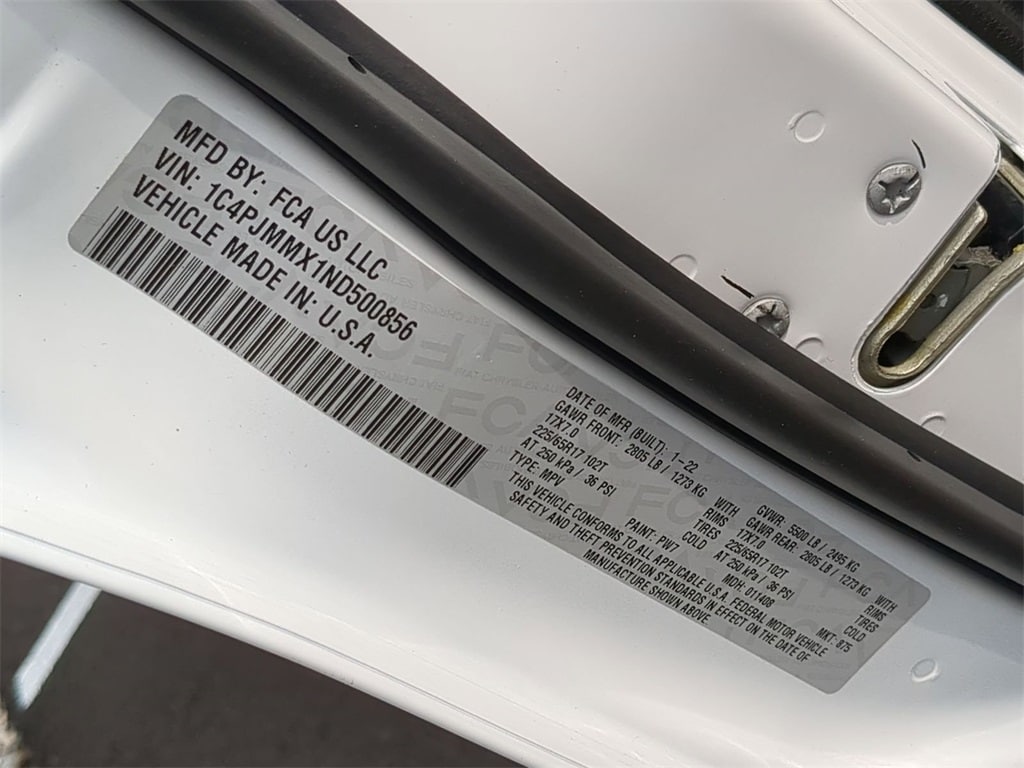 MFD BY: FCA US LLC
VIN: 1C4PJMMX1ND500856
VEHICLE MADE IN: U.S.A.
DATE OF MFR (BUILT): 1-22 GVWR: 5500 LB / 2495 KG
GAWR FRONT: 2805 LB / 1273 KG WITH GAWR REAR: 2805 LB / 1273 KG WITH
17X7.0 RIMS 17X7.0 RIMS
225/65R17 102T TIRES 225/65R17 102T TIRES
AT 250 kPa / 36 PSI COLD AT 250 kPa / 36 PSI COLD
TYPE: MPV PAINT: PW7 MDH: 011408 MKT: 875
THIS VEHICLE CONFORMS TO ALL APPLICABLE U.S.A. FEDERAL MOTOR VEHICLE
SAFETY AND THEFT PREVENTION STANDARDS IN EFFECT ON THE DATE OF
MANUFACTURE SHOWN ABOVE.